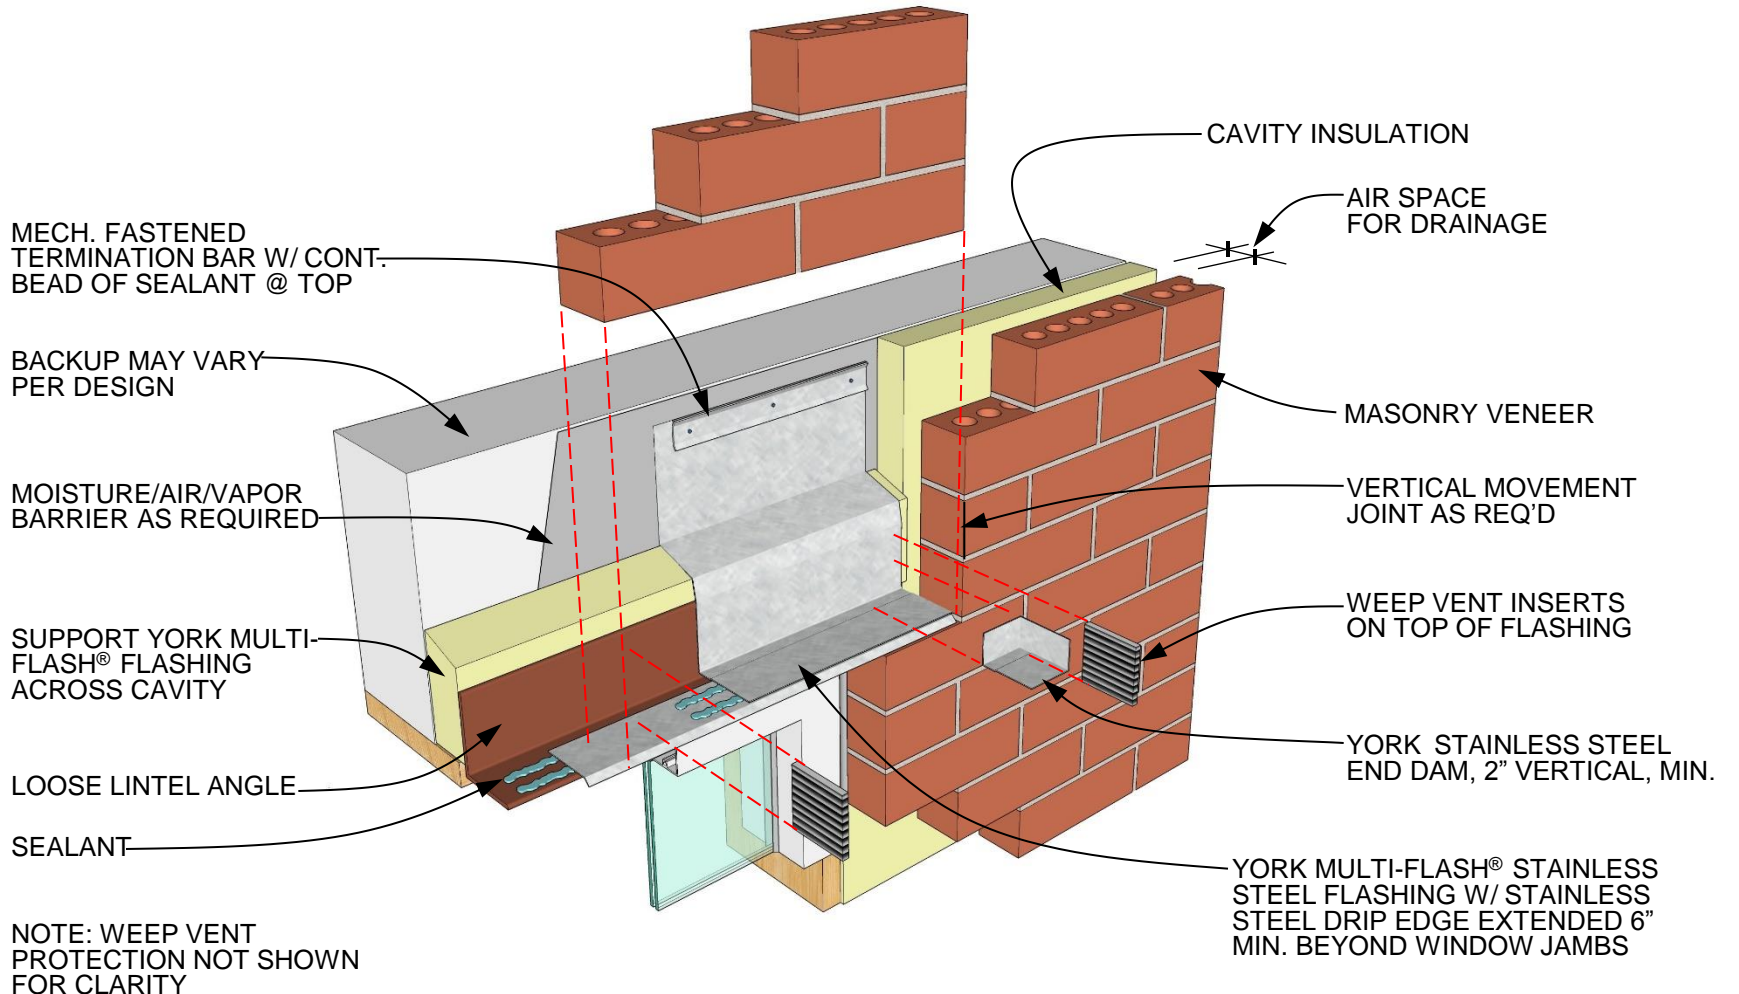 MECH. FASTENED
TERMINATION BAR W/ CONT.
BEAD OF SEALANT @ TOP
BACKUP MAY VARY
PER DESIGN
MOISTURE/AIR/VAPOR
BARRIER AS REQUIRED
SUPPORT YORK MULTI-
FLASH® FLASHING
ACROSS CAVITY
LOOSE LINTEL ANGLE
SEALANT
NOTE: WEEP VENT
PROTECTION NOT SHOWN
FOR CLARITY
CAVITY INSULATION
AIR SPACE
FOR DRAINAGE
MASONRY VENEER
VERTICAL MOVEMENT
JOINT AS REQ'D
WEEP VENT INSERTS
ON TOP OF FLASHING
YORK STAINLESS STEEL
END DAM, 2” VERTICAL, MIN.
YORK MULTI-FLASH® STAINLESS
STEEL FLASHING W/ STAINLESS
STEEL DRIP EDGE EXTENDED 6”
MIN. BEYOND WINDOW JAMBS